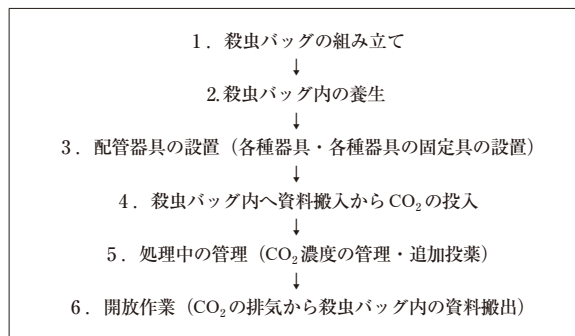 1．殺虫バッグの組み立て
↓
2.殺虫バッグ内の養生
↓
3．配管器具の設置（各種器具・各種器具の固定具の設置）
↓
4．殺虫バッグ内へ資料搬入からCO₂の投入
↓
5．処理中の管理（CO₂濃度の管理・追加投薬）
↓
6．開放作業（CO₂の排気から殺虫バッグ内の資料搬出）